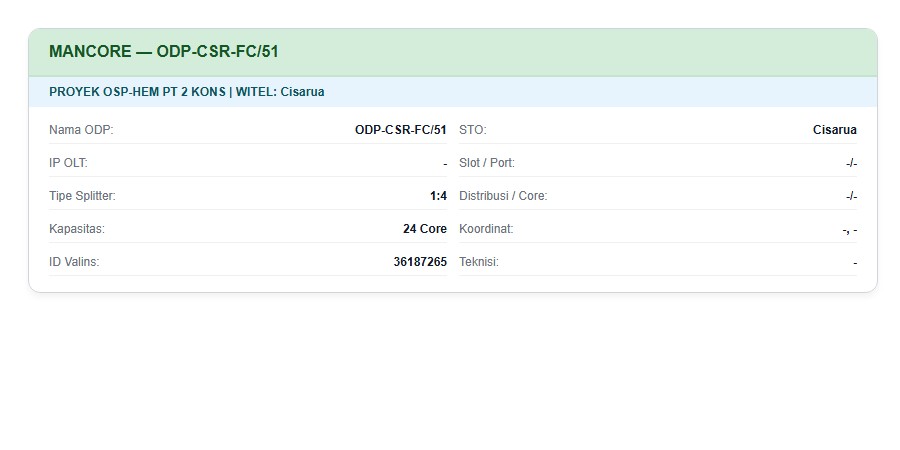 MANCORE — ODP-CSR-FC/51
PROYEK OSP-HEM PT 2 KONS | WITEL: Cisarua
Nama ODP: ODP-CSR-FC/51 STO: Cisarua
IP OLT: - Slot / Port: -/-
Tipe Splitter: 1:4 Distribusi / Core: -/-
Kapasitas: 24 Core Koordinat: -, -
ID Valins: 36187265 Teknisi: -